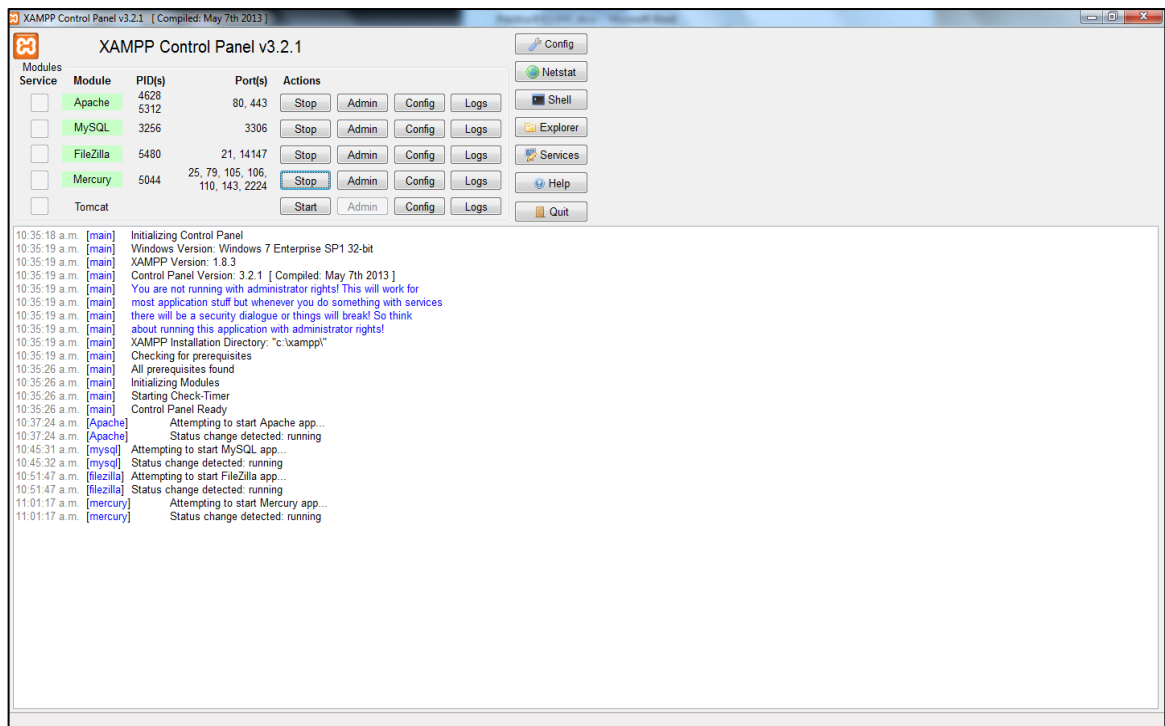 XAMPP Control Panel v3.2.1 [ Compiled: May 7th 2013 ]
XAMPP Control Panel v3.2.1
Config
Modules
Service Module PID(s) Port(s) Actions
Netstat
Apache 4628 5312 80, 443 Stop Admin Config Logs
Shell
MySQL 3256 3306 Stop Admin Config Logs
Explorer
FileZilla 5480 21, 14147 Stop Admin Config Logs
Services
Mercury 5044 25, 79, 105, 106, 110, 143, 2224 Stop Admin Config Logs
Help
Tomcat Start Admin Config Logs
Quit
10:35:18 a.m. [main] Initializing Control Panel
10:35:19 a.m. [main] Windows Version: Windows 7 Enterprise SP1 32-bit
10:35:19 a.m. [main] XAMPP Version: 1.8.3
10:35:19 a.m. [main] Control Panel Version: 3.2.1 [ Compiled: May 7th 2013 ]
10:35:19 a.m. [main] You are not running with administrator rights! This will work for
10:35:19 a.m. [main] most application stuff but whenever you do something with services
10:35:19 a.m. [main] there will be a security dialogue or things will break! So think
10:35:19 a.m. [main] about running this application with administrator rights!
10:35:19 a.m. [main] XAMPP Installation Directory: "c:\xampp\"
10:35:19 a.m. [main] Checking for prerequisites
10:35:26 a.m. [main] All prerequisites found
10:35:26 a.m. [main] Initializing Modules
10:35:26 a.m. [main] Starting Check-Timer
10:35:26 a.m. [main] Control Panel Ready
10:37:24 a.m. [Apache] Attempting to start Apache app...
10:37:24 a.m. [Apache] Status change detected: running
10:45:31 a.m. [mysql] Attempting to start MySQL app...
10:45:32 a.m. [mysql] Status change detected: running
10:51:47 a.m. [filezilla] Attempting to start FileZilla app...
10:51:47 a.m. [filezilla] Status change detected: running
11:01:17 a.m. [mercury] Attempting to start Mercury app...
11:01:17 a.m. [mercury] Status change detected: running